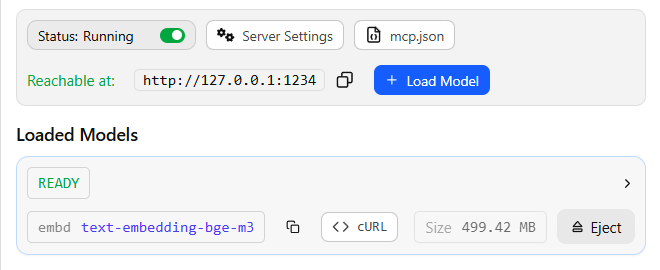 Status: Running Server Settings mcp.json
Reachable at: http://127.0.0.1:1234 + Load Model
Loaded Models
READY
embd text-embedding-bge-m3 <> cURL Size 499.42 MB Eject